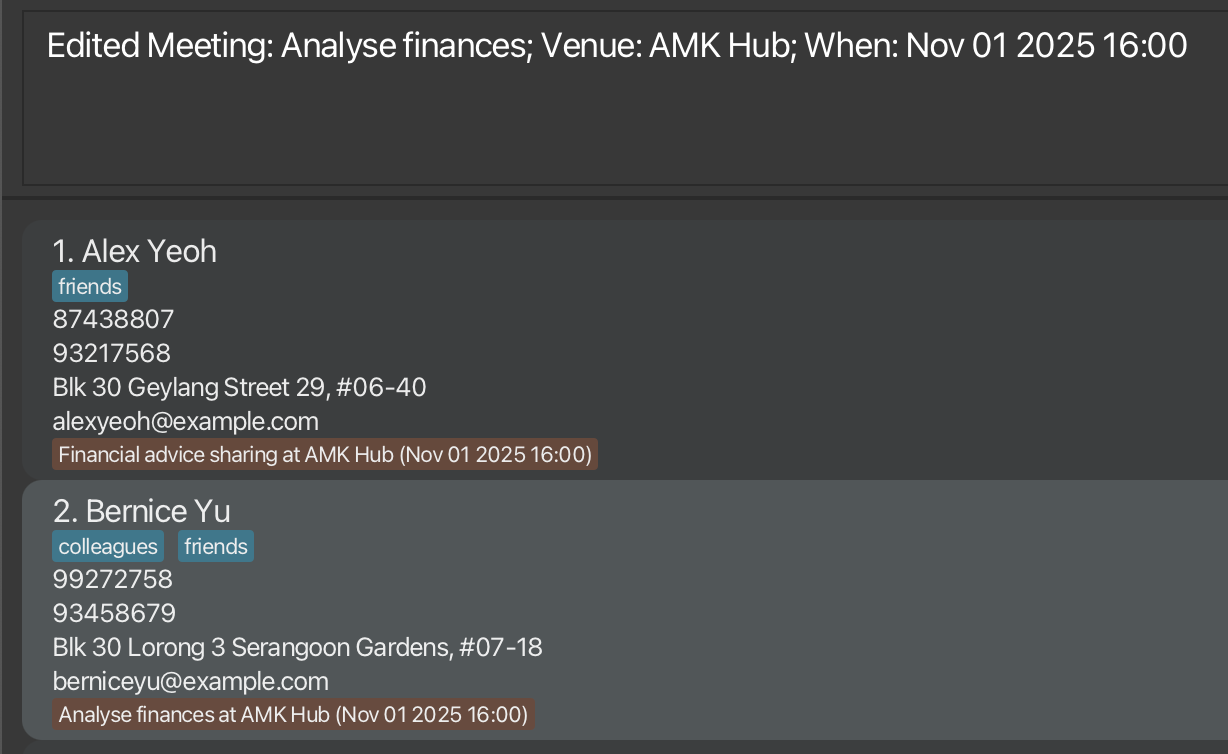 Edited Meeting: Analyse finances; Venue: AMK Hub; When: Nov 01 2025 16:00
1. Alex Yeoh
friends
87438807
93217568
Blk 30 Geylang Street 29, #06-40
alexyeoh@example.com
Financial advice sharing at AMK Hub (Nov 01 2025 16:00)
2. Bernice Yu
colleagues friends
99272758
93458679
Blk 30 Lorong 3 Serangoon Gardens, #07-18
berniceyu@example.com
Analyse finances at AMK Hub (Nov 01 2025 16:00)